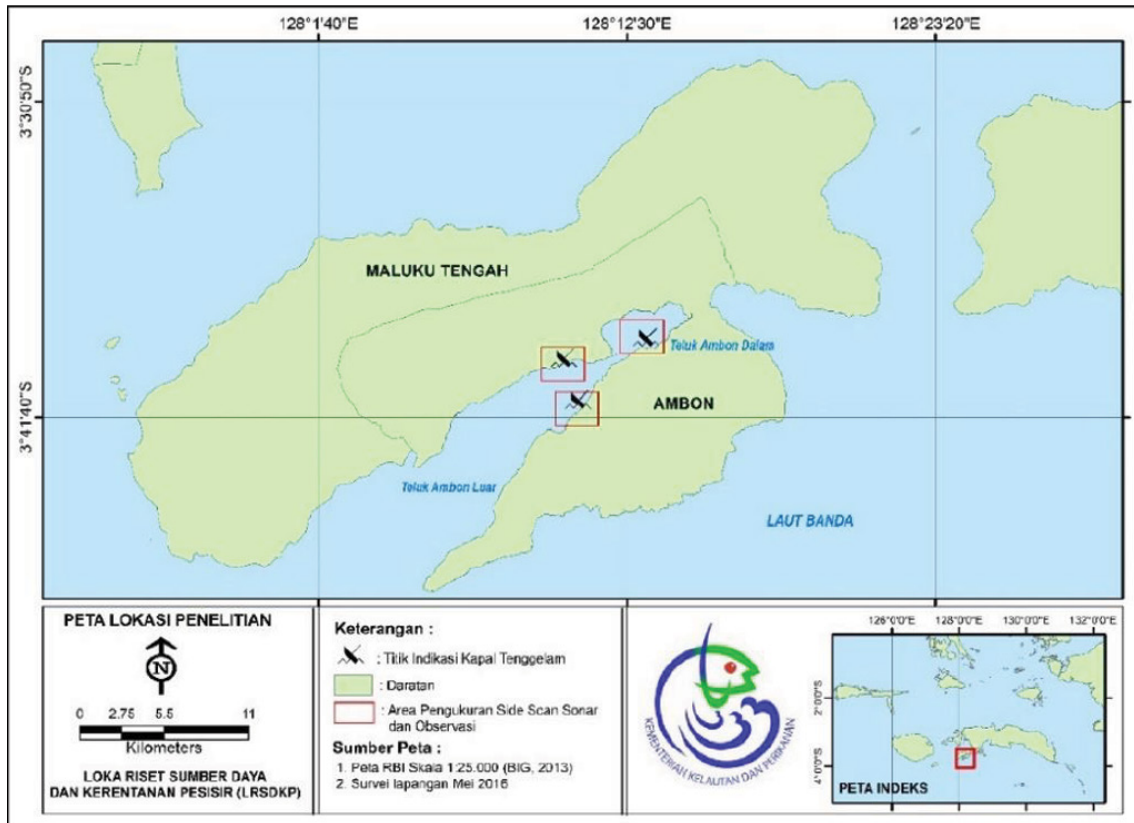 128°1'40"E 128°12'30"E 128°23'20"E
3°30'50"S
3°41'40"S
MALUKU TENGAH
Teluk Ambon Dalam
AMBON
Teluk Ambon Luar
LAUT BANDA
PETA LOKASI PENELITIAN
N
0 2.75 5.5 11
Kilometers
LOKA RISET SUMBER DAYA
DAN KERENTANAN PESISIR (LRSDKP)
Keterangan :
: Titik Indikasi Kapal Tenggelam
: Daratan
: Area Pengukuran Side Scan Sonar
dan Observasi
Sumber Peta :
1. Peta RBI Skala 1:25.000 (BIG, 2013)
2. Survei lapangan Mei 2016
KEMENTERIAN KELAUTAN DAN PERIKANAN
126°0'0"E 128°0'0"E 130°0'0"E 132°0'0"E
2°0'0"S
4°0'0"S
PETA INDEKS